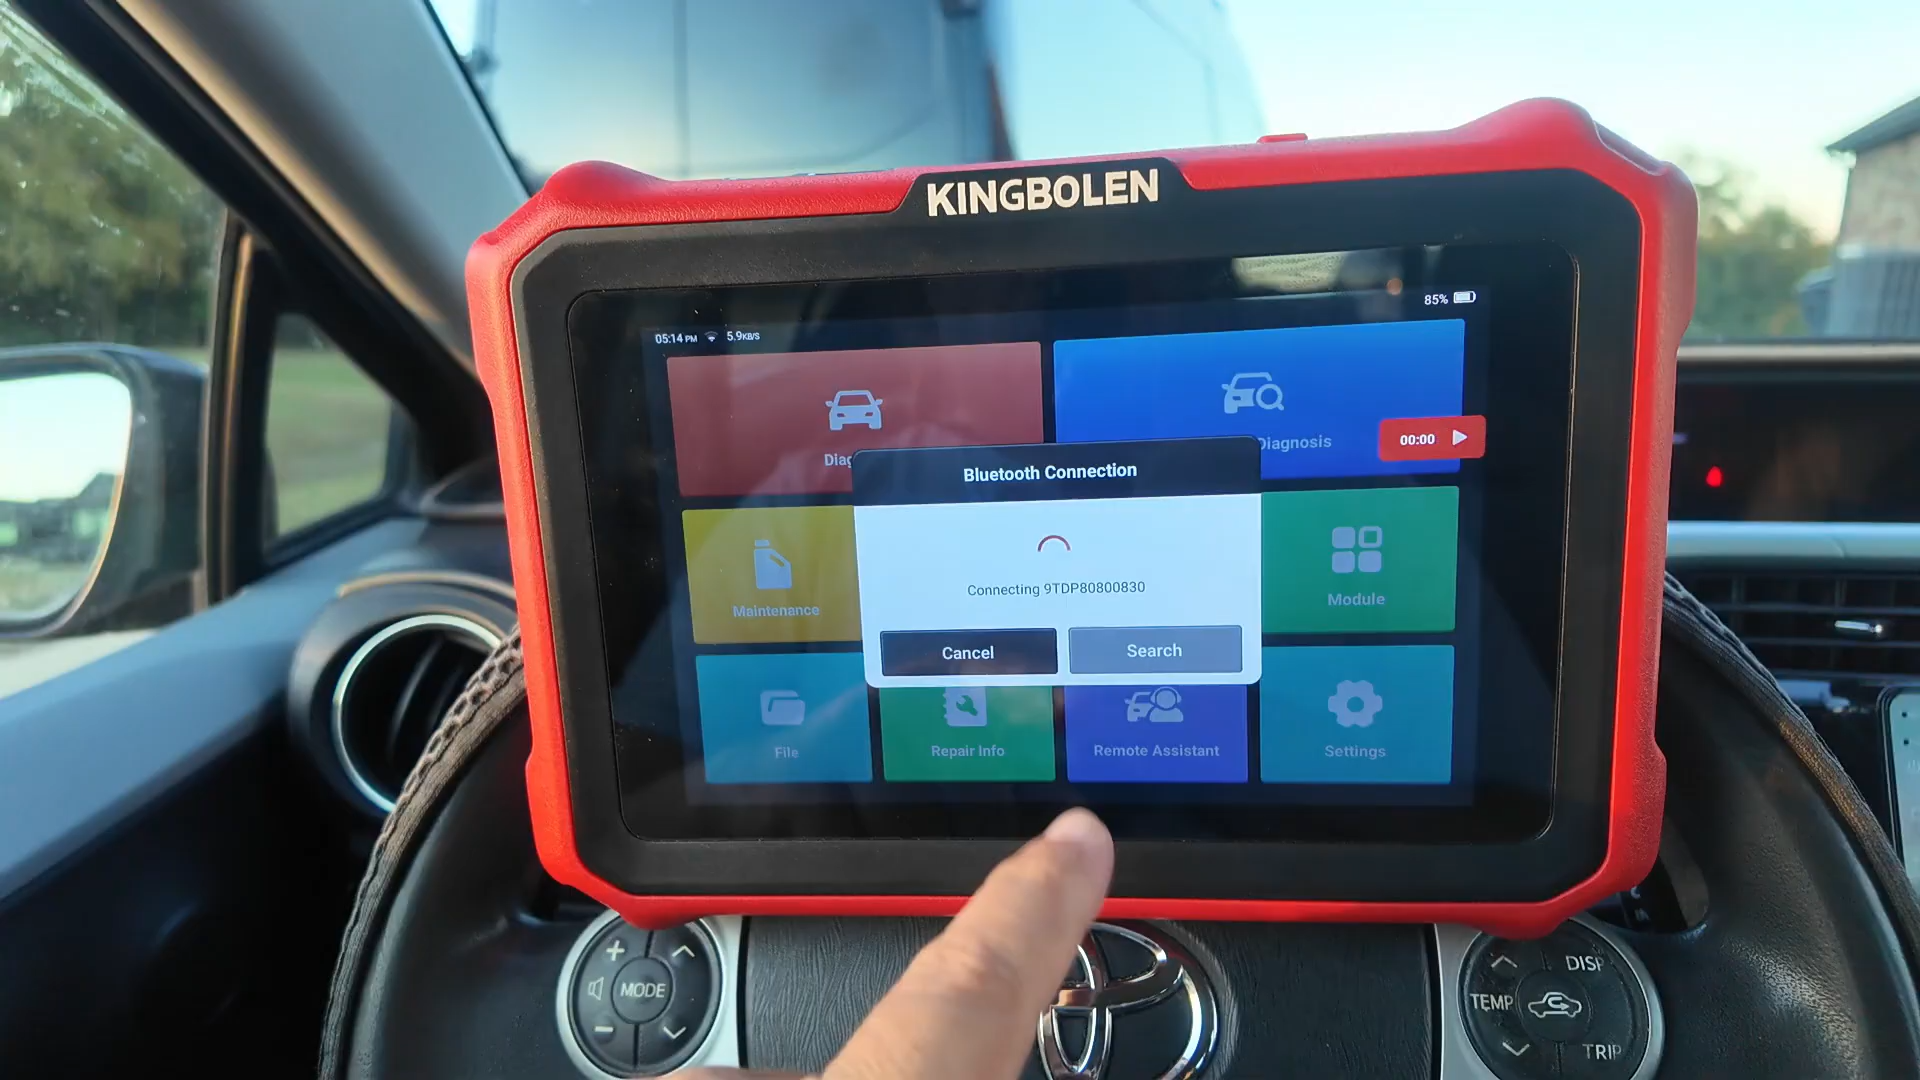 KINGBOLEN
05:14 PM 5.9KB/S
85%
Diag
Diagnosis
00:00
Bluetooth Connection
Connecting 9TDP80800830
Cancel
Search
Maintenance
Module
File
Repair Info
Remote Assistant
Settings
+
MODE
−
DISP
TEMP
TRIP